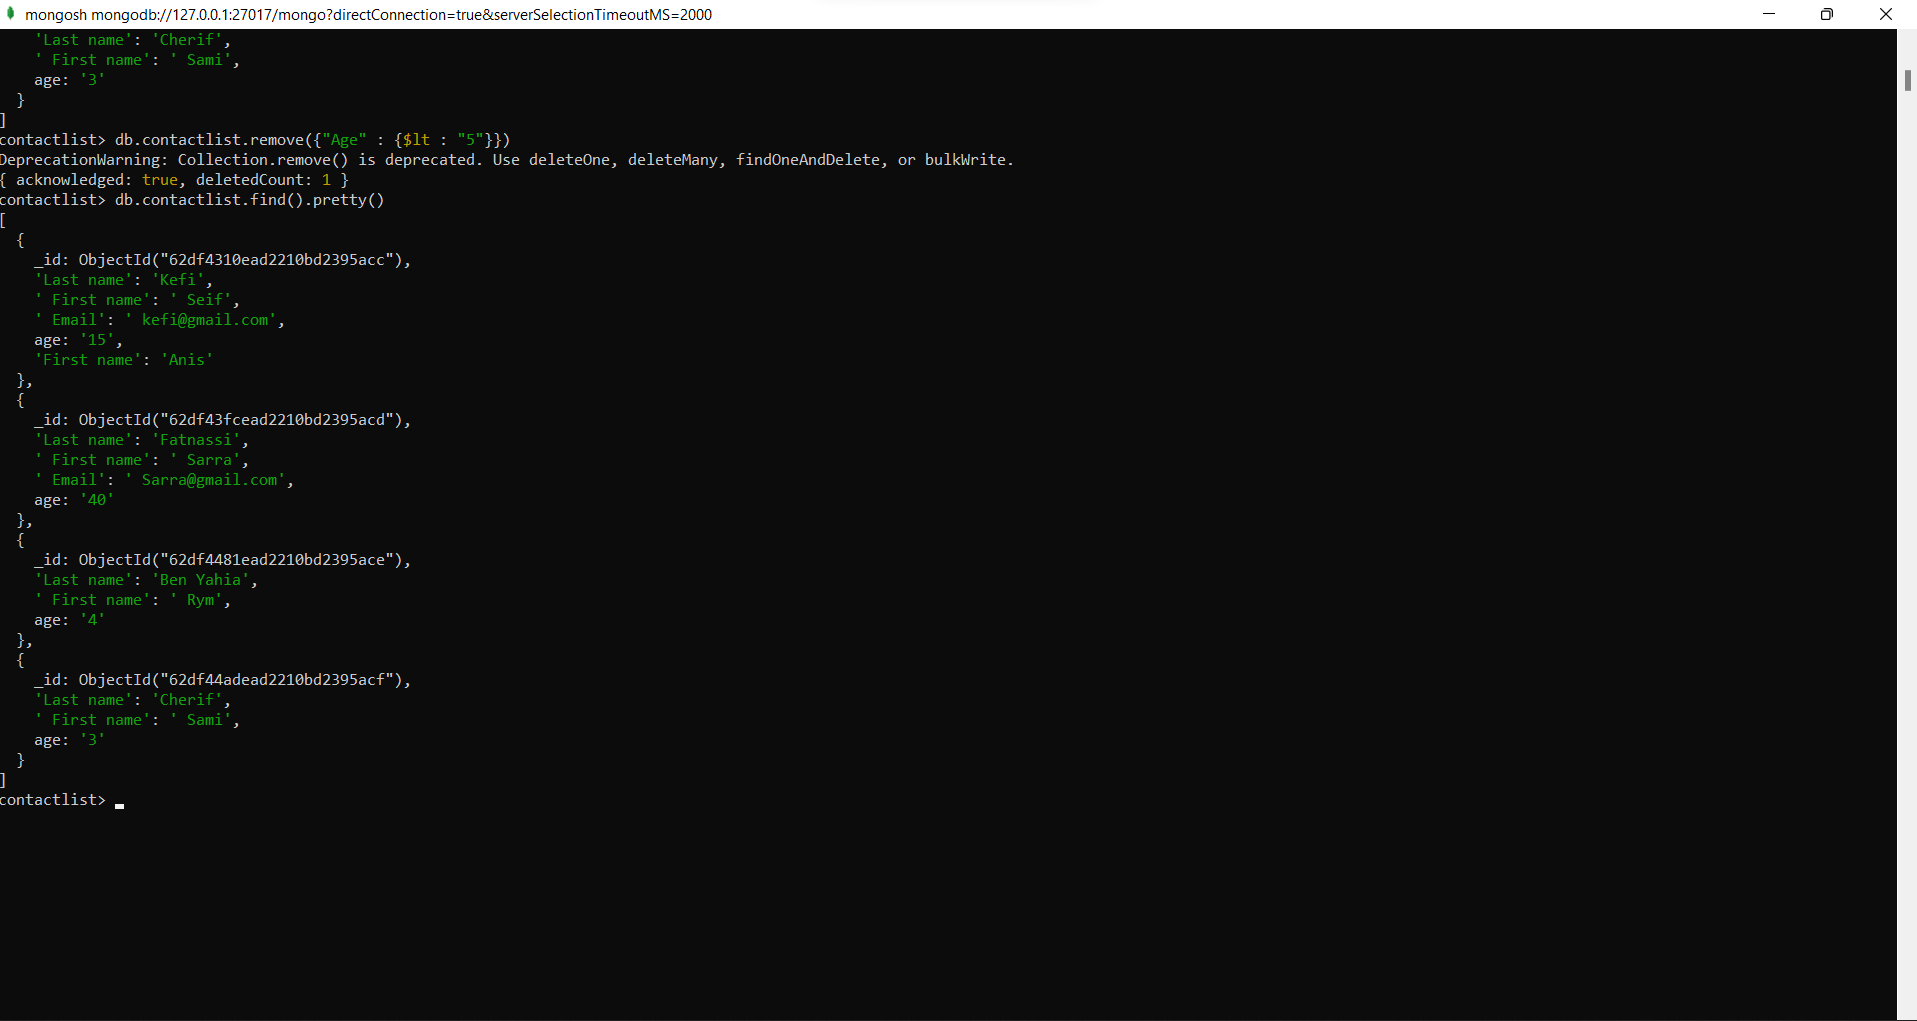 mongosh mongodb://127.0.0.1:27017/mongo?directConnection=true&serverSelectionTimeoutMS=2000
    'Last name': 'Cherif',
    ' First name': ' Sami',
    age: '3'
  }
]
contactlist> db.contactlist.remove({"Age" : {$lt : "5"}})
DeprecationWarning: Collection.remove() is deprecated. Use deleteOne, deleteMany, findOneAndDelete, or bulkWrite.
{ acknowledged: true, deletedCount: 1 }
contactlist> db.contactlist.find().pretty()
[
  {
    _id: ObjectId("62df4310ead2210bd2395acc"),
    'Last name': 'Kefi',
    ' First name': ' Seif',
    ' Email': ' kefi@gmail.com',
    age: '15',
    'First name': 'Anis'
  },
  {
    _id: ObjectId("62df43fcead2210bd2395acd"),
    'Last name': 'Fatnassi',
    ' First name': ' Sarra',
    ' Email': ' Sarra@gmail.com',
    age: '40'
  },
  {
    _id: ObjectId("62df4481ead2210bd2395ace"),
    'Last name': 'Ben Yahia',
    ' First name': ' Rym',
    age: '4'
  },
  {
    _id: ObjectId("62df44adead2210bd2395acf"),
    'Last name': 'Cherif',
    ' First name': ' Sami',
    age: '3'
  }
]
contactlist>